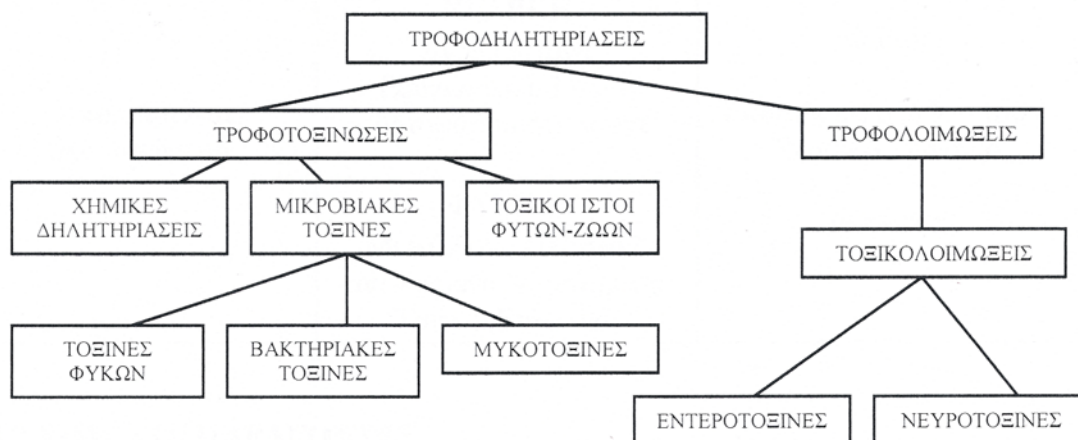 ΤΡΟΦΟΔΗΛΗΤΗΡΙΑΣΕΙΣ
ΤΡΟΦΟΤΟΞΙΝΩΣΕΙΣ
ΤΡΟΦΟΛΟΙΜΩΞΕΙΣ
ΧΗΜΙΚΕΣ
ΔΗΛΗΤΗΡΙΑΣΕΙΣ
ΜΙΚΡΟΒΙΑΚΕΣ
ΤΟΞΙΝΕΣ
ΤΟΞΙΚΟΙ ΙΣΤΟΙ
ΦΥΤΩΝ-ΖΩΩΝ
ΤΟΞΙΚΟΛΟΙΜΩΞΕΙΣ
ΤΟΞΙΝΕΣ
ΦΥΚΩΝ
ΒΑΚΤΗΡΙΑΚΕΣ
ΤΟΞΙΝΕΣ
ΜΥΚΟΤΟΞΙΝΕΣ
ΕΝΤΕΡΟΤΟΞΙΝΕΣ
ΝΕΥΡΟΤΟΞΙΝΕΣ